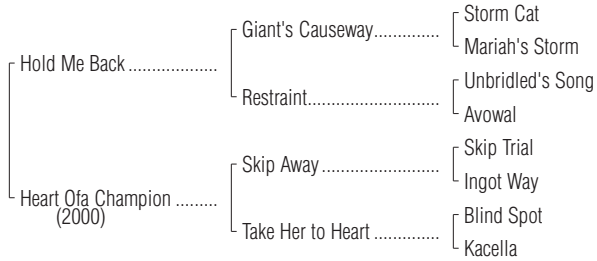 Storm Cat
Giant's Causeway..............
Mariah's Storm
Hold Me Back ...................
Unbridled's Song
Restraint............................
Avowal
Skip Trial
Skip Away .........................
Ingot Way
Heart Ofa Champion .........
(2000)
Blind Spot
Take Her to Heart ..............
Kacella